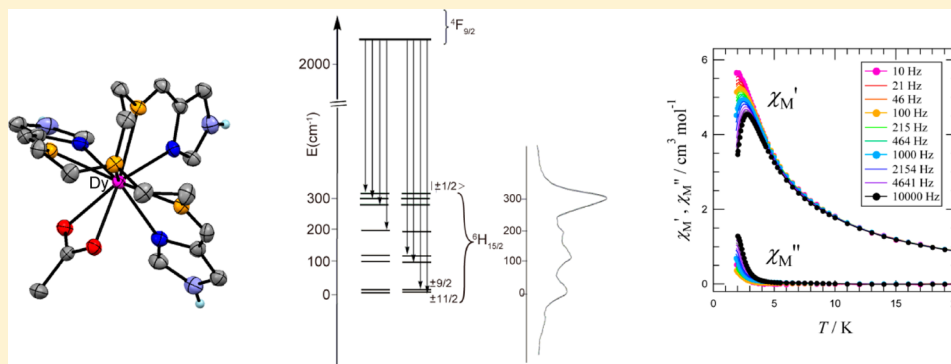 Dy
E(cm⁻¹)
⁴F₉/₂
2000
300
200
100
0
|±1/2>
±9/2
±11/2
⁶H₁₅/₂
300
200
100
0
χM', χM'' / cm³ mol⁻¹
6
5
4
3
2
1
0
0
5
10
15
T / K
χM'
χM''
10 Hz
21 Hz
46 Hz
100 Hz
215 Hz
464 Hz
1000 Hz
2154 Hz
4641 Hz
10000 Hz